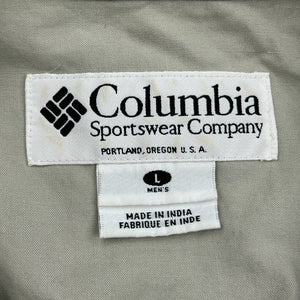 Columbia
Sportswear Company
PORTLAND, OREGON U. S. A.
L
MEN'S
MADE IN INDIA
FABRIQUE EN INDE